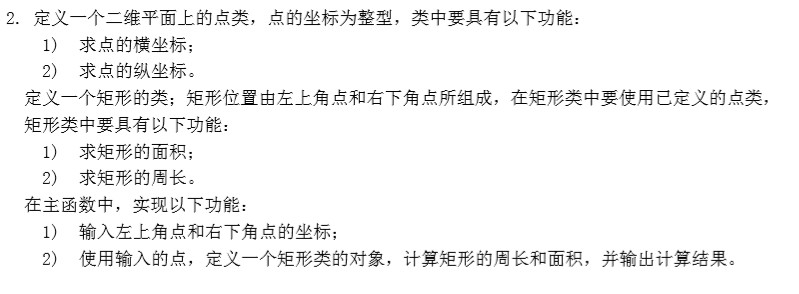 2. 定义一个二维平面上的点类，点的坐标为整型，类中要具有以下功能：
1) 求点的横坐标；
2) 求点的纵坐标。
定义一个矩形的类；矩形位置由左上角点和右下角点所组成，在矩形类中要使用已定义的点类，
矩形类中要具有以下功能：
1) 求矩形的面积；
2) 求矩形的周长。
在主函数中，实现以下功能：
1) 输入左上角点和右下角点的坐标；
2) 使用输入的点，定义一个矩形类的对象，计算矩形的周长和面积，并输出计算结果。